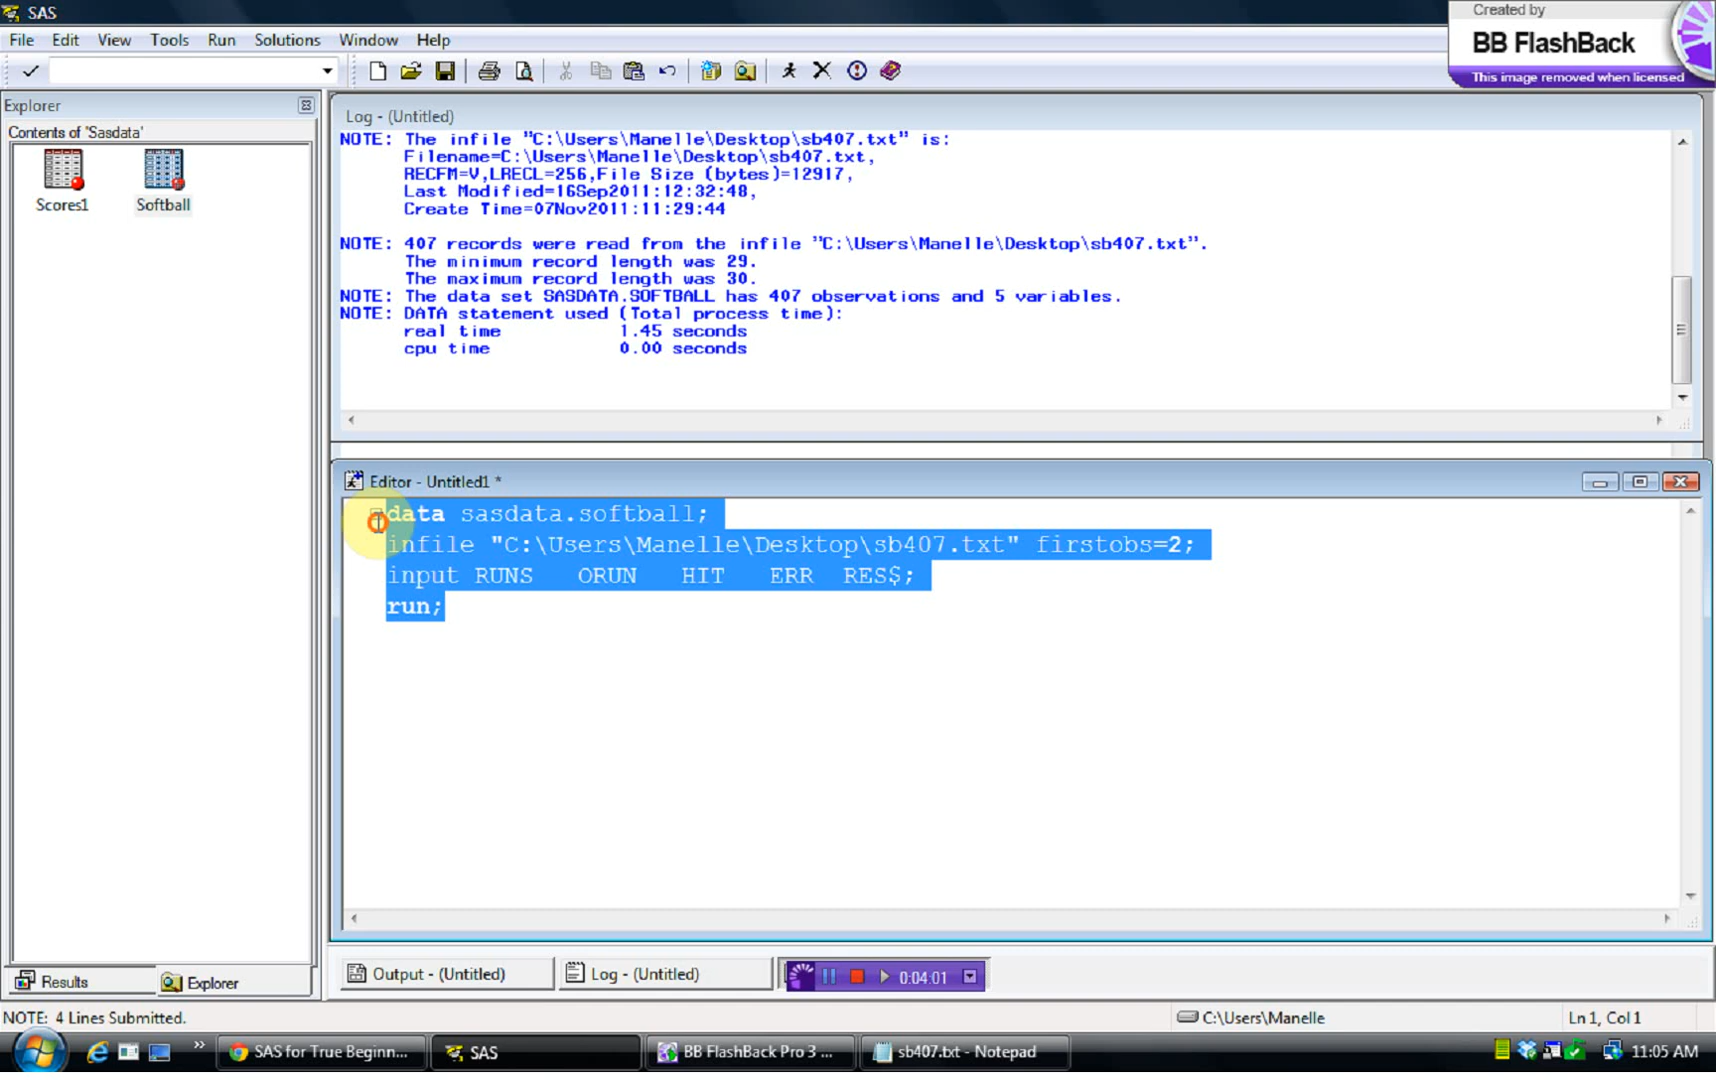 SAS
Created by
BB FlashBack
This image removed when licensed
File Edit View Tools Run Solutions Window Help
Explorer
Contents of 'Sasdata'
Scores1 Softball
Log - (Untitled)
NOTE: The infile "C:\Users\Manelle\Desktop\sb407.txt" is:
Filename=C:\Users\Manelle\Desktop\sb407.txt,
RECFM=V,LRECL=256,File Size (bytes)=12917,
Last Modified=16Sep2011:12:32:48,
Create Time=07Nov2011:11:29:44
NOTE: 407 records were read from the infile "C:\Users\Manelle\Desktop\sb407.txt".
The minimum record length was 29.
The maximum record length was 30.
NOTE: The data set SASDATA.SOFTBALL has 407 observations and 5 variables.
NOTE: DATA statement used (Total process time):
real time 1.45 seconds
cpu time 0.00 seconds
Editor - Untitled1 *
data sasdata.softball;
infile "C:\Users\Manelle\Desktop\sb407.txt" firstobs=2;
input RUNS ORUN HIT ERR RES$;
run;
Results Explorer
Output - (Untitled) Log - (Untitled) 0:04:01
NOTE: 4 Lines Submitted. C:\Users\Manelle Ln 1, Col 1
SAS for True Beginn... SAS BB FlashBack Pro 3 ... sb407.txt - Notepad 11:05 AM